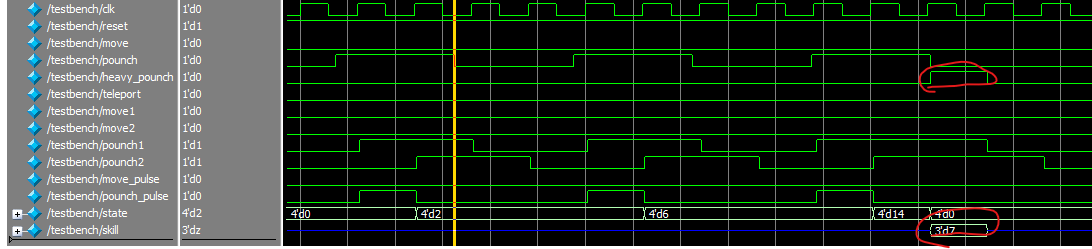 /testbench/clk 1'd0
/testbench/reset 1'd1
/testbench/move 1'd0
/testbench/pounch 1'd0
/testbench/heavy_pounch 1'd0
/testbench/teleport 1'd0
/testbench/move1 1'd0
/testbench/move2 1'd0
/testbench/pounch1 1'd1
/testbench/pounch2 1'd1
/testbench/move_pulse 1'd0
/testbench/pounch_pulse 1'd0
/testbench/state 4'd2 4'd0 4'd2 4'd6 4'd14 4'd0
/testbench/skill 3'dz 3'd7